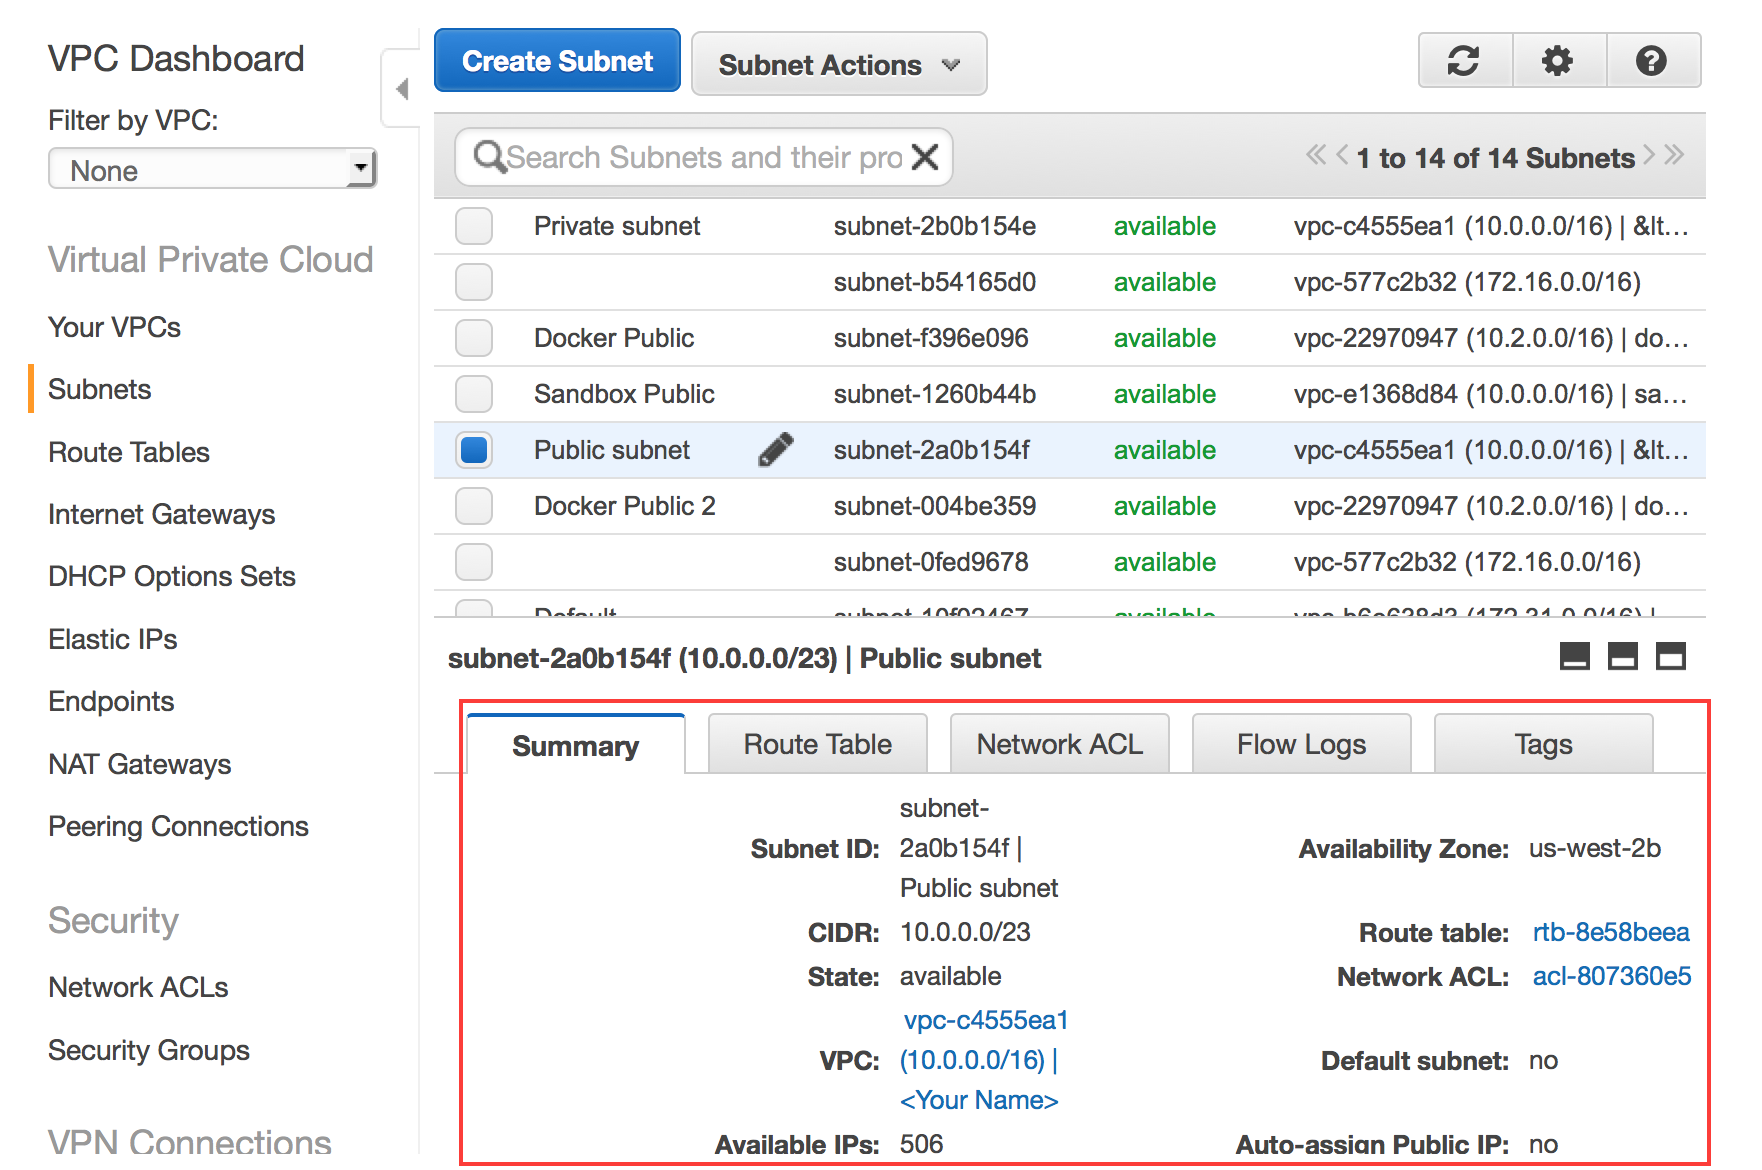 VPC Dashboard
Filter by VPC:
None
Virtual Private Cloud
Your VPCs
Subnets
Route Tables
Internet Gateways
DHCP Options Sets
Elastic IPs
Endpoints
NAT Gateways
Peering Connections
Security
Network ACLs
Security Groups
VPN Connections
Create Subnet
Subnet Actions
Search Subnets and their pro
1 to 14 of 14 Subnets
Private subnet subnet-2b0b154e available vpc-c4555ea1 (10.0.0.0/16) | &lt...
subnet-b54165d0 available vpc-577c2b32 (172.16.0.0/16)
Docker Public subnet-f396e096 available vpc-22970947 (10.2.0.0/16) | do...
Sandbox Public subnet-1260b44b available vpc-e1368d84 (10.0.0.0/16) | sa...
Public subnet subnet-2a0b154f available vpc-c4555ea1 (10.0.0.0/16) | &lt...
Docker Public 2 subnet-004be359 available vpc-22970947 (10.2.0.0/16) | do...
subnet-0fed9678 available vpc-577c2b32 (172.16.0.0/16)
Default available
subnet-2a0b154f (10.0.0.0/23) | Public subnet
Summary
Route Table
Network ACL
Flow Logs
Tags
Subnet ID: subnet-
2a0b154f |
Public subnet
CIDR: 10.0.0.0/23
State: available
VPC: vpc-c4555ea1
(10.0.0.0/16) |
<Your Name>
Available IPs: 506
Availability Zone: us-west-2b
Route table: rtb-8e58beea
Network ACL: acl-807360e5
Default subnet: no
Auto-assign Public IP: no